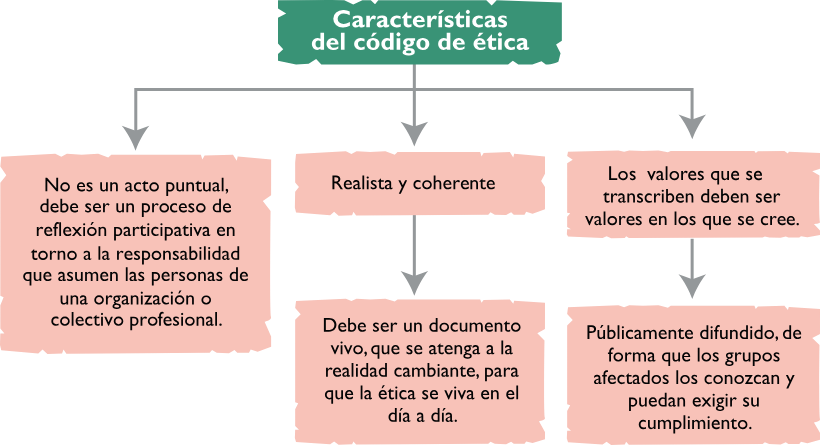 Características
del código de ética
No es un acto puntual,
debe ser un proceso de
reflexión participativa en
torno a la responsabilidad
que asumen las personas de
una organización o
colectivo profesional.
Realista y coherente
Debe ser un documento
vivo, que se atenga a la
realidad cambiante, para
que la ética se viva en el
día a día.
Los valores que se
transcriben deben ser
valores en los que se cree.
Públicamente difundido, de
forma que los grupos
afectados los conozcan y
puedan exigir su
cumplimiento.